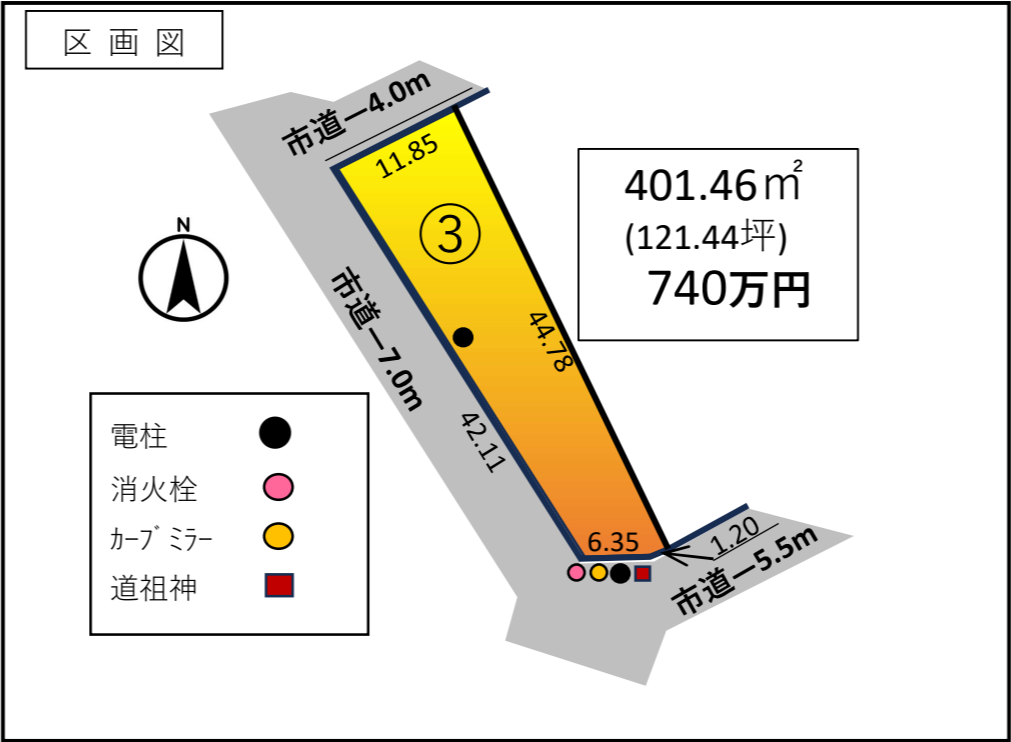 区画図
市道ー4.0m
11.85
③
401.46㎡
(121.44坪)
740万円
N
市道ー7.0m
44.78
42.11
電柱
消火栓
ｶｰﾌﾞﾐﾗｰ
道祖神
6.35
1.20
市道ー5.5m